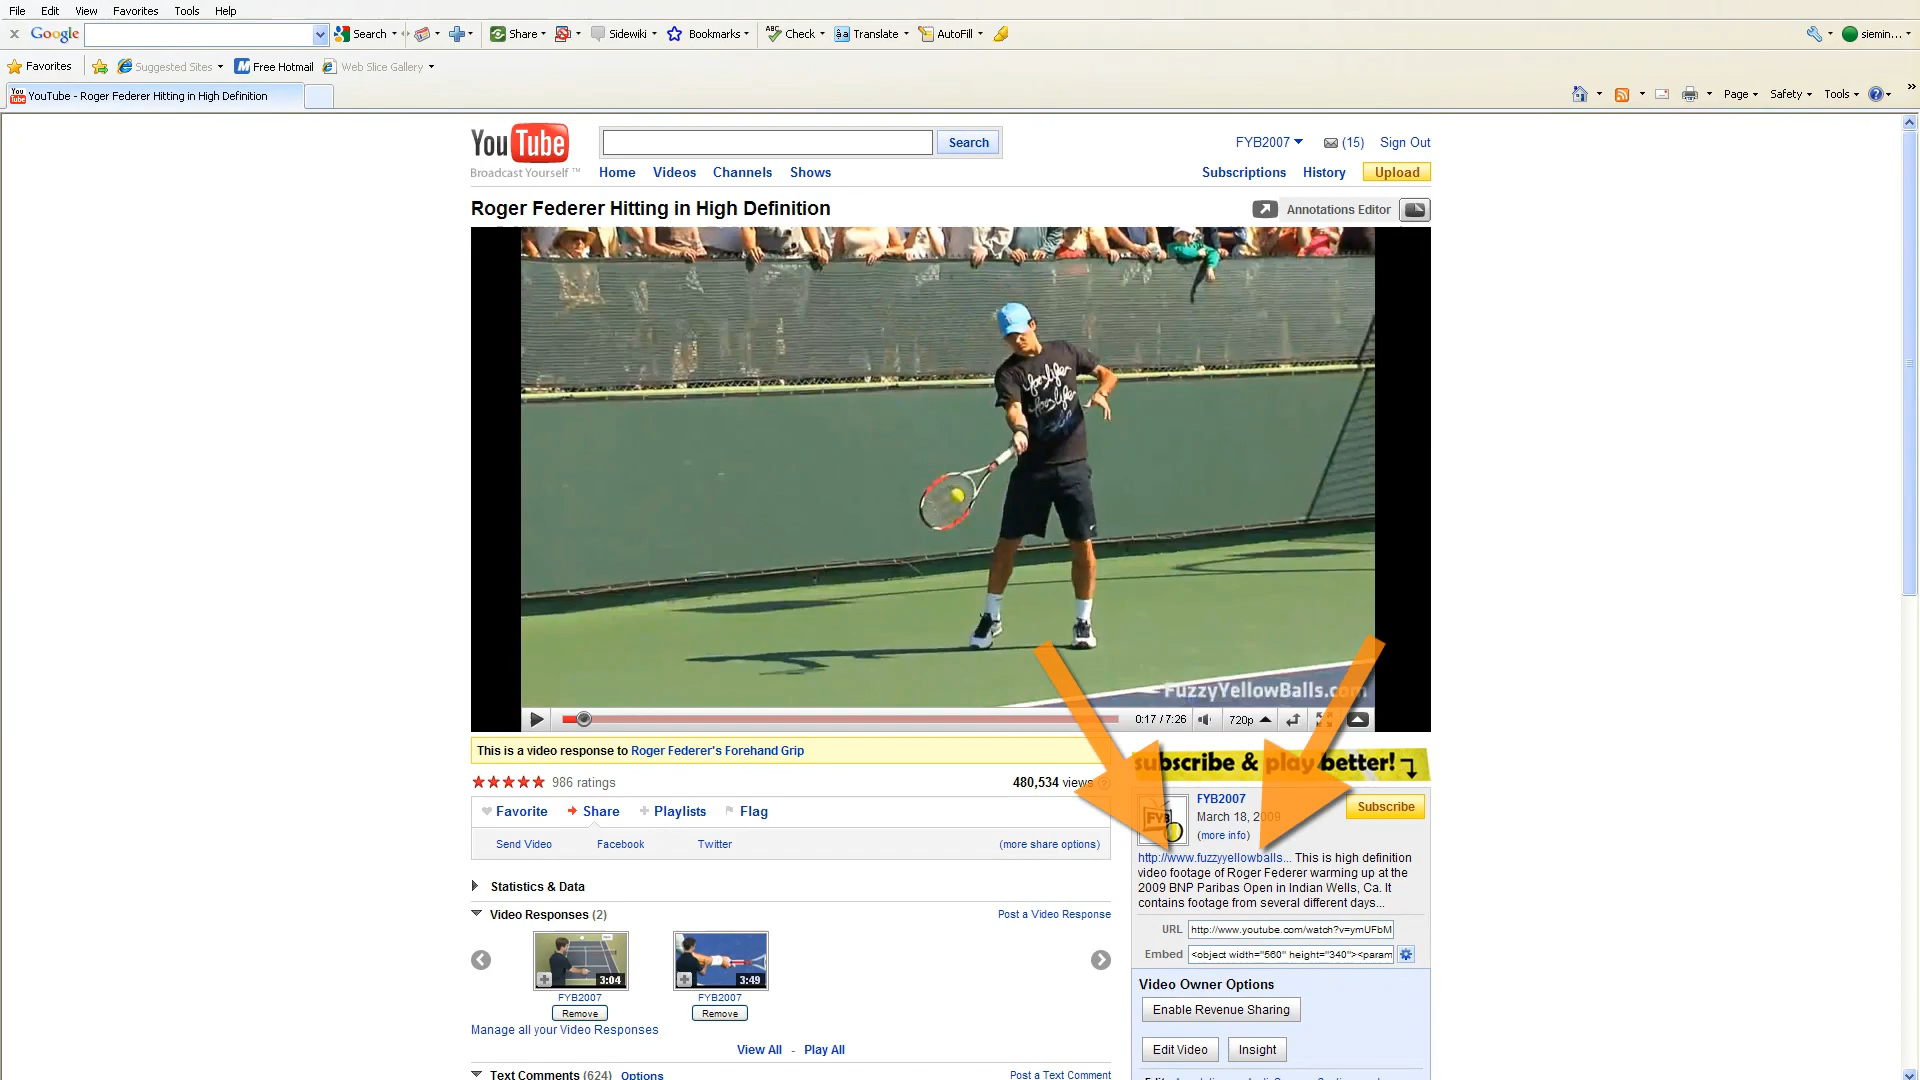 File Edit View Favorites Tools Help
Google Search Share Sidewiki Bookmarks Check Translate AutoFill siemin...
Favorites Suggested Sites Free Hotmail Web Slice Gallery
YouTube - Roger Federer Hitting in High Definition Page Safety Tools
YouTube Search FYB2007 (15) Sign Out
Broadcast Yourself ™ Home Videos Channels Shows Subscriptions History Upload
Roger Federer Hitting in High Definition Annotations Editor
FuzzyYellowBalls.com
0:17 / 7:26 720p
This is a video response to Roger Federer's Forehand Grip
subscribe & play better!
986 ratings 480,534 views
Favorite Share Playlists Flag
Send Video Facebook Twitter (more share options)
FYB
FYB2007 Subscribe
March 18, 2009
(more info)
http://www.fuzzyyellowballs... This is high definition
video footage of Roger Federer warming up at the
2009 BNP Paribas Open in Indian Wells, Ca. It
contains footage from several different days...
Statistics & Data
Video Responses (2) Post a Video Response
URL http://www.youtube.com/watch?v=ymUFbM
Embed <object width="560" height="340"><param
3:04 3:49
FYB2007 FYB2007
Remove Remove
Manage all your Video Responses
View All - Play All
Video Owner Options
Enable Revenue Sharing
Edit Video Insight
Text Comments (624) Options Post a Text Comment